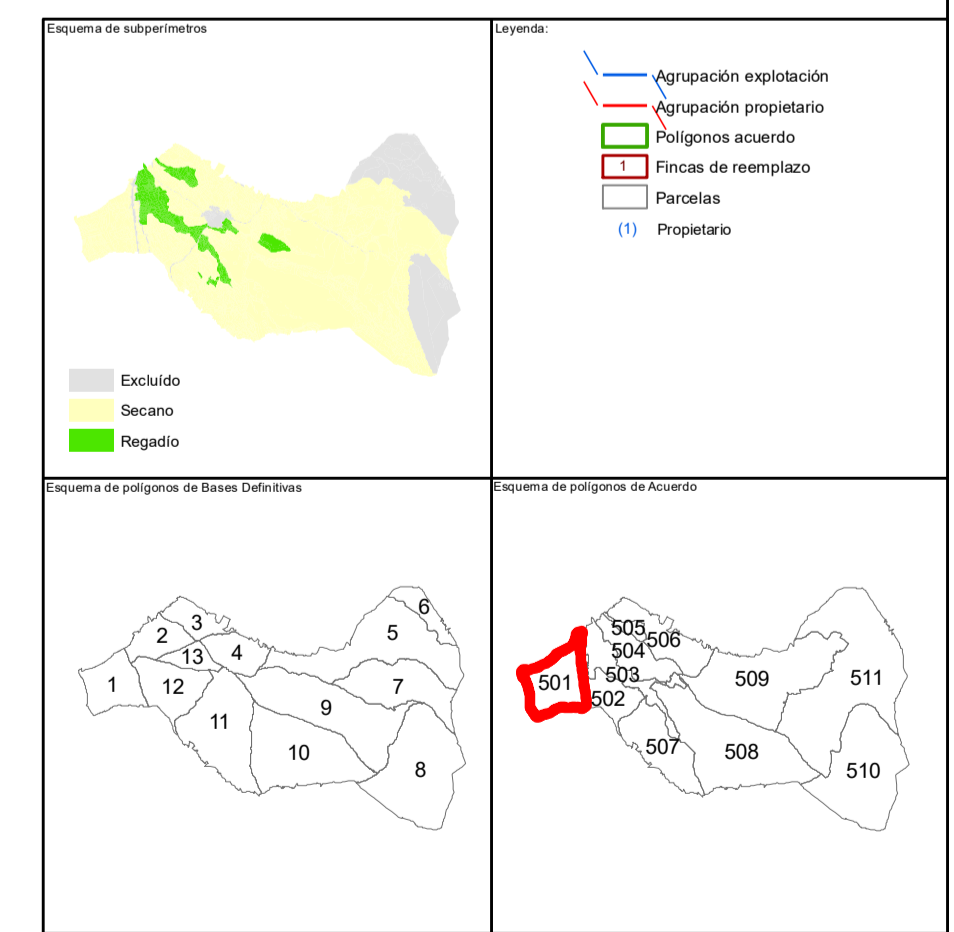 Esquema de subperímetros
Excluído
Secano
Regadío
Leyenda:
Agrupación explotación
Agrupación propietario
Polígonos acuerdo
1 Fincas de reemplazo
Parcelas
(1) Propietario
Esquema de polígonos de Bases Definitivas
6
3
5
2
4
13
1
12
7
9
11
10
8
Esquema de polígonos de Acuerdo
505
506
504
503
501
502
509
511
507
508
510